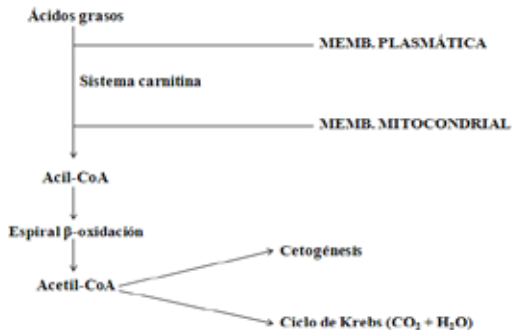 Ácidos grasos
MEMB. PLASMÁTICA
Sistema carnitina
MEMB. MITOCONDRIAL
Acil-CoA
Espiral β-oxidación
Cetogénesis
Acetil-CoA
Ciclo de Krebs (CO₂ + H₂O)